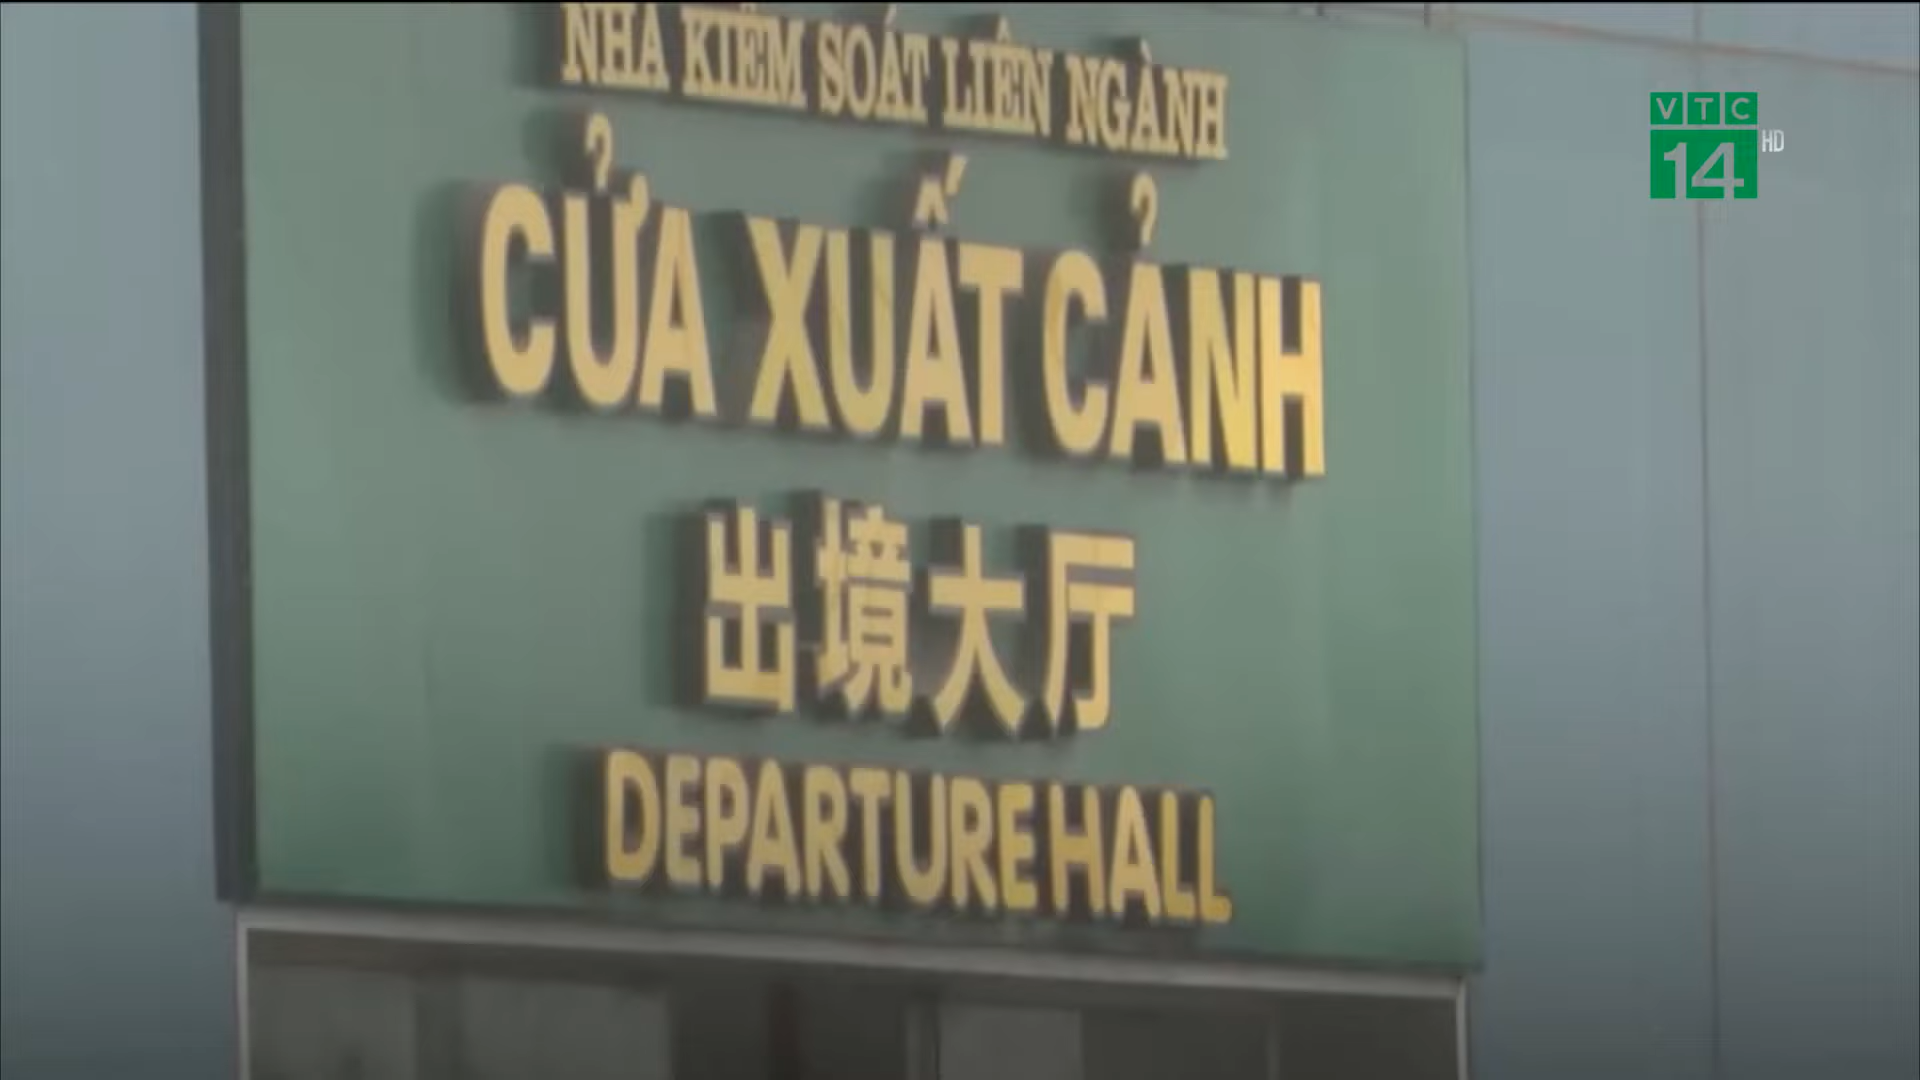 NHÀ KIỂM SOÁT LIÊN NGÀNH
VTC
14 HD
CỬA XUẤT CẢNH
出境大厅
DEPARTURE HALL